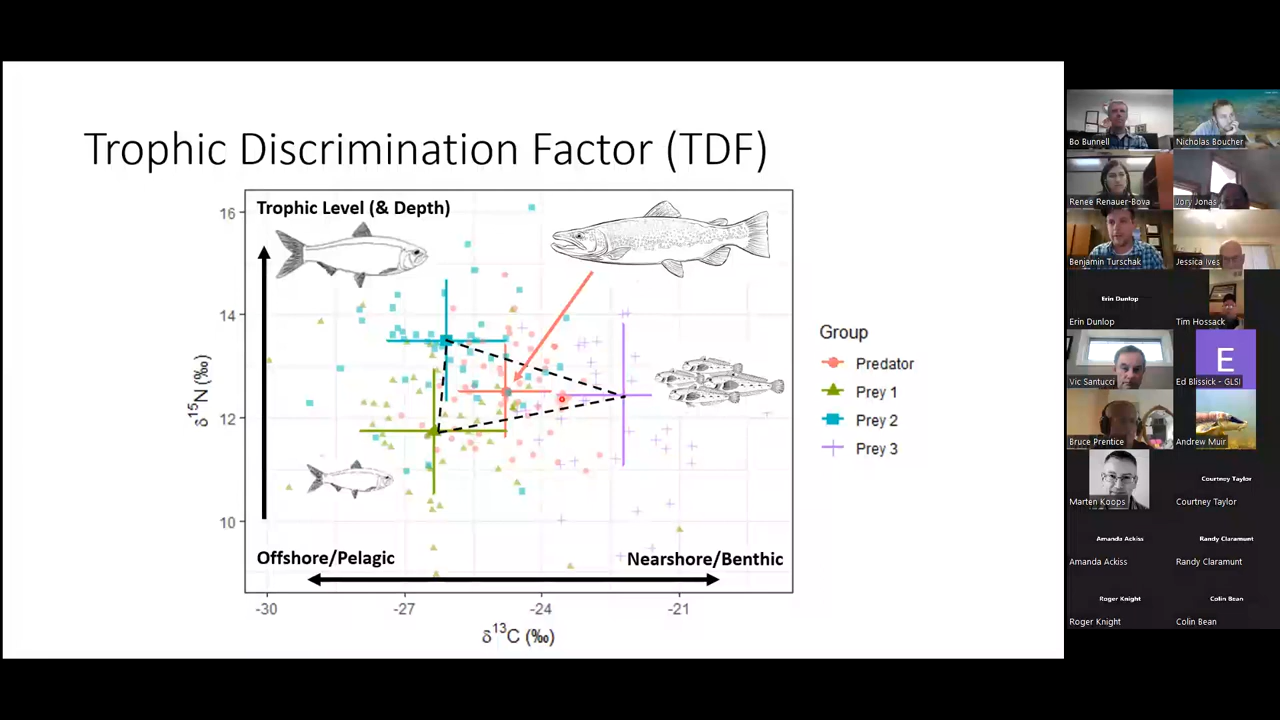 Trophic Discrimination Factor (TDF)
Trophic Level (& Depth)
16
14
12
10
δ15N (‰)
Offshore/Pelagic
Nearshore/Benthic
-30
-27
-24
-21
δ13C (‰)
Group
Predator
Prey 1
Prey 2
Prey 3
Bo Bunnell
Nicholas Boucher
Renee Renauer-Bova
Jory Jonas
Benjamin Turschak
Jessica Ives
Erin Dunlop
Erin Dunlop
Tim Hossack
E
Vic Santucci
Ed Blissick - GLSI
Bruce Prentice
Andrew Muir
Marten Koops
Courtney Taylor
Courtney Taylor
Amanda Ackiss
Randy Claramunt
Amanda Ackiss
Randy Claramunt
Roger Knight
Colin Bean
Roger Knight
Colin Bean